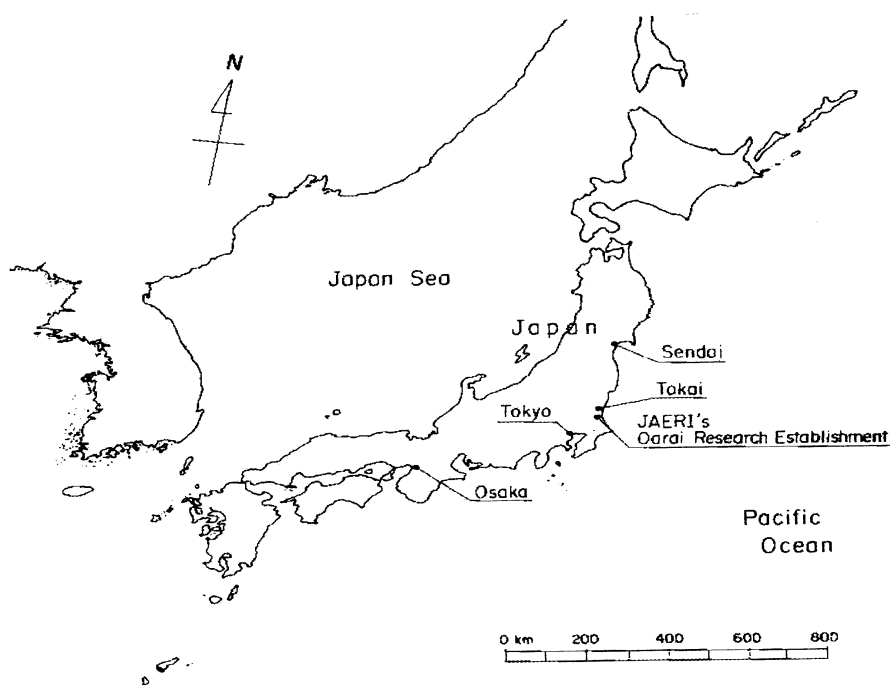 N
Japan Sea
Japan
Sendai
Tokai
Tokyo
JAERI's
Oarai Research Establishment
Osaka
Pacific
Ocean
0 km 200 400 600 800